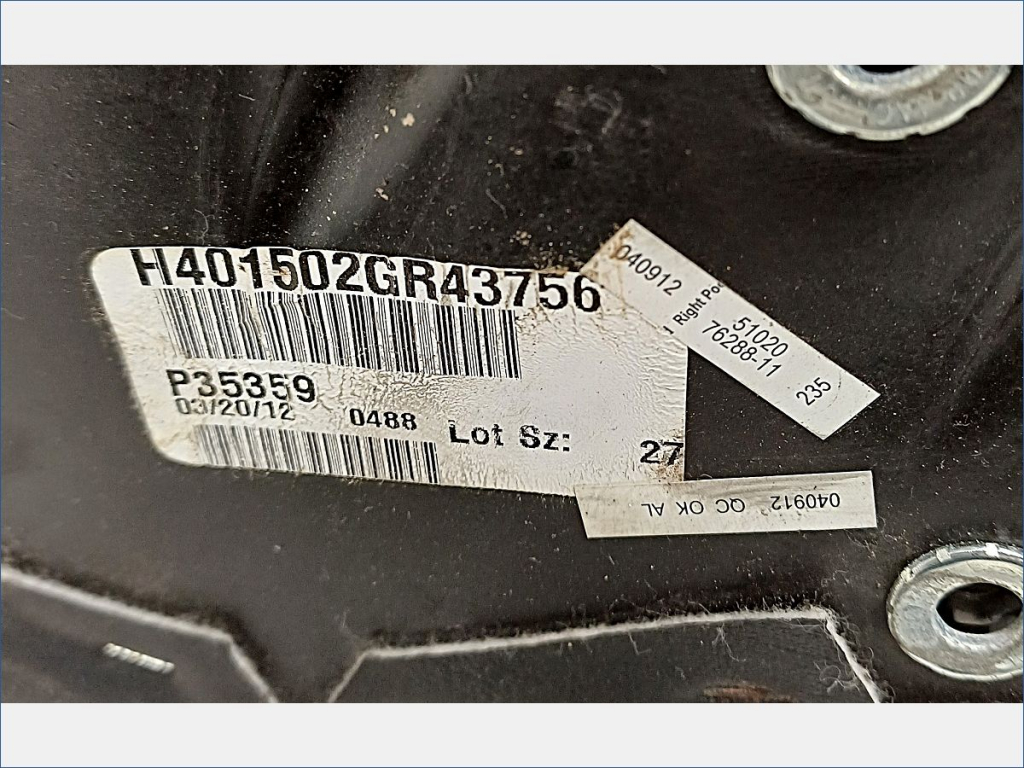 H401502GR43756
P35359
03/20/12 0488 Lot Sz: 27
040912
Right Po
51020
76288-11
235
040912 QC OK AL